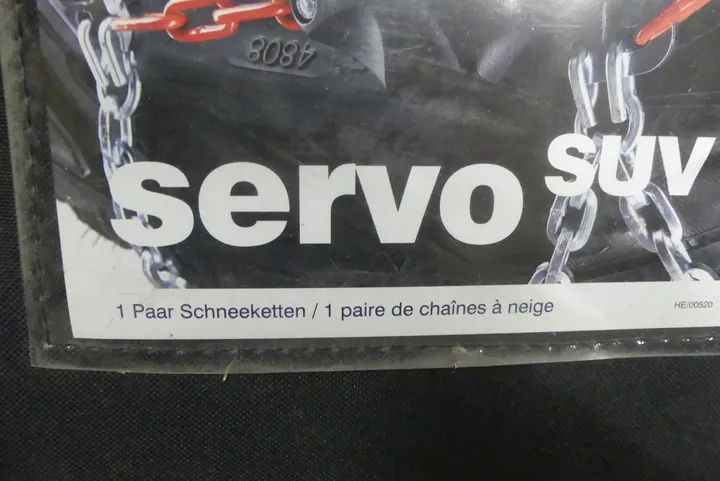 4808
servo SUV
1 Paar Schneeketten / 1 paire de chaînes à neige
HE/00520